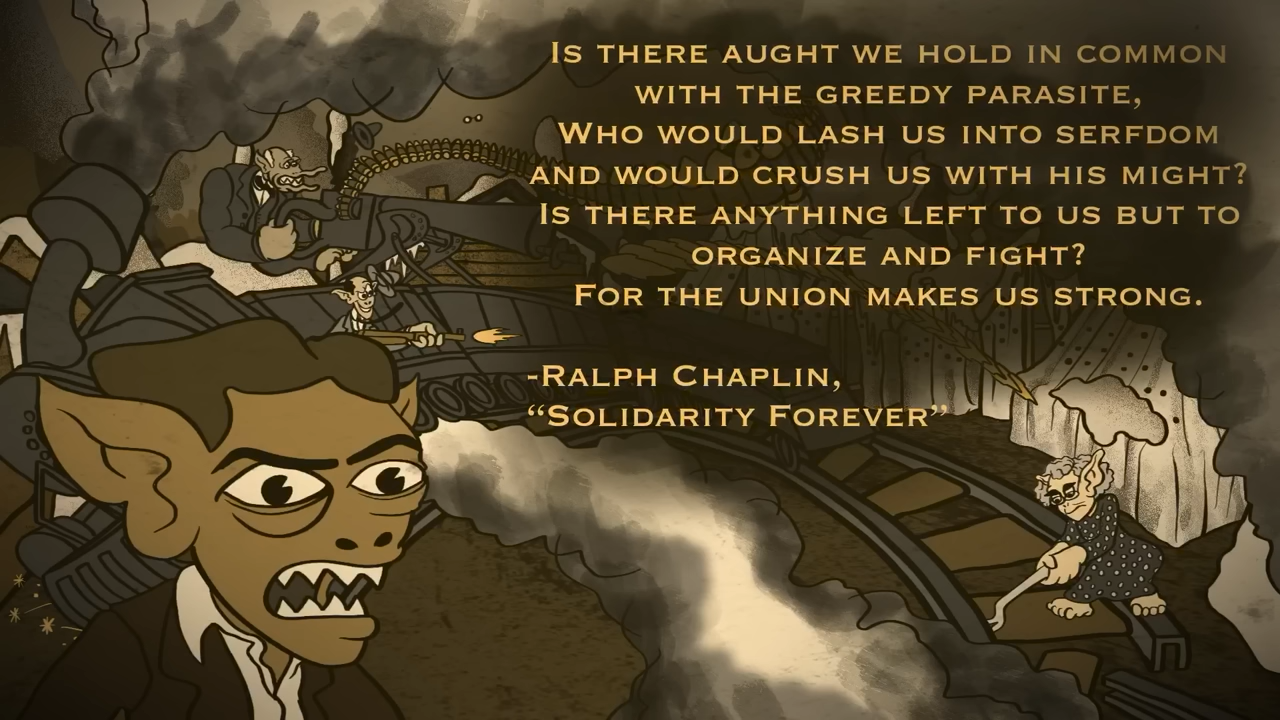 Is there aught we hold in common
with the greedy parasite,
Who would lash us into serfdom
and would crush us with his might?
Is there anything left to us but to
organize and fight?
For the union makes us strong.
-Ralph Chaplin,
“Solidarity Forever”